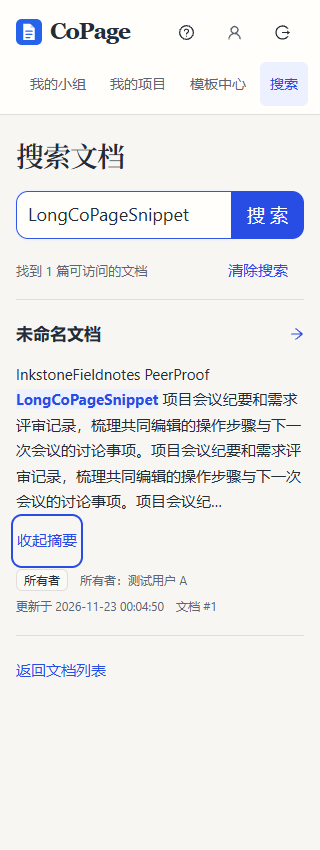 CoPage
我的小组 我的项目 模板中心 搜索
搜索文档
LongCoPageSnippet 搜索
找到 1 篇可访问的文档 清除搜索
未命名文档
InkstoneFieldnotes PeerProof
LongCoPageSnippet 项目会议纪要和需求
评审记录，梳理共同编辑的操作步骤与下一
次会议的讨论事项。项目会议纪要和需求
评审记录，梳理共同编辑的操作步骤与下一次
会议的讨论事项。项目会议纪...
收起摘要
所有者 所有者：测试用户 A
更新于 2026-11-23 00:04:50 文档 #1
返回文档列表